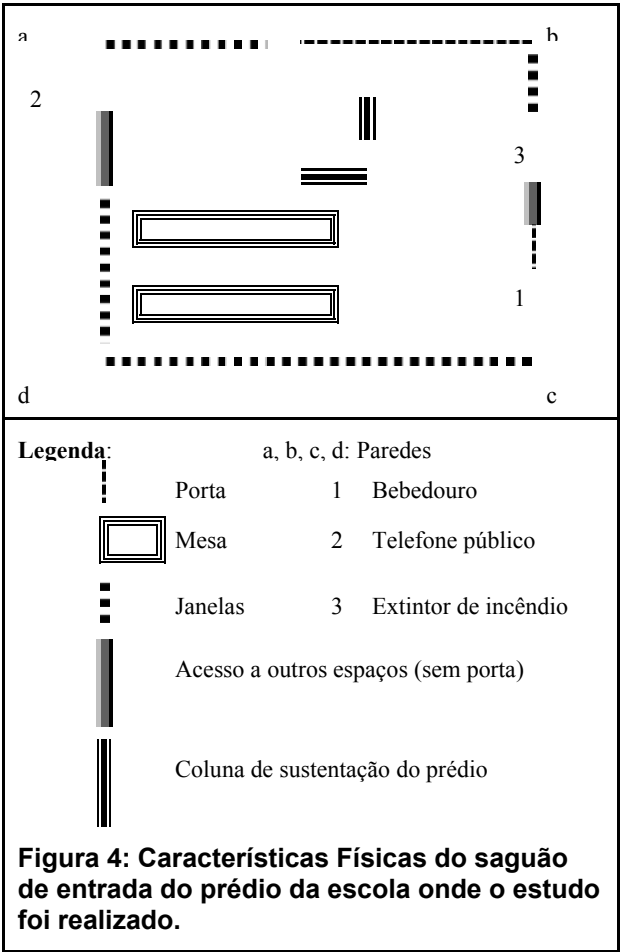 a b
2
3
1
d c
Legenda: a, b, c, d: Paredes
Porta 1 Bebedouro
Mesa 2 Telefone público
Janelas 3 Extintor de incêndio
Acesso a outros espaços (sem porta)
Coluna de sustentação do prédio
Figura 4: Características Físicas do saguão
de entrada do prédio da escola onde o estudo
foi realizado.